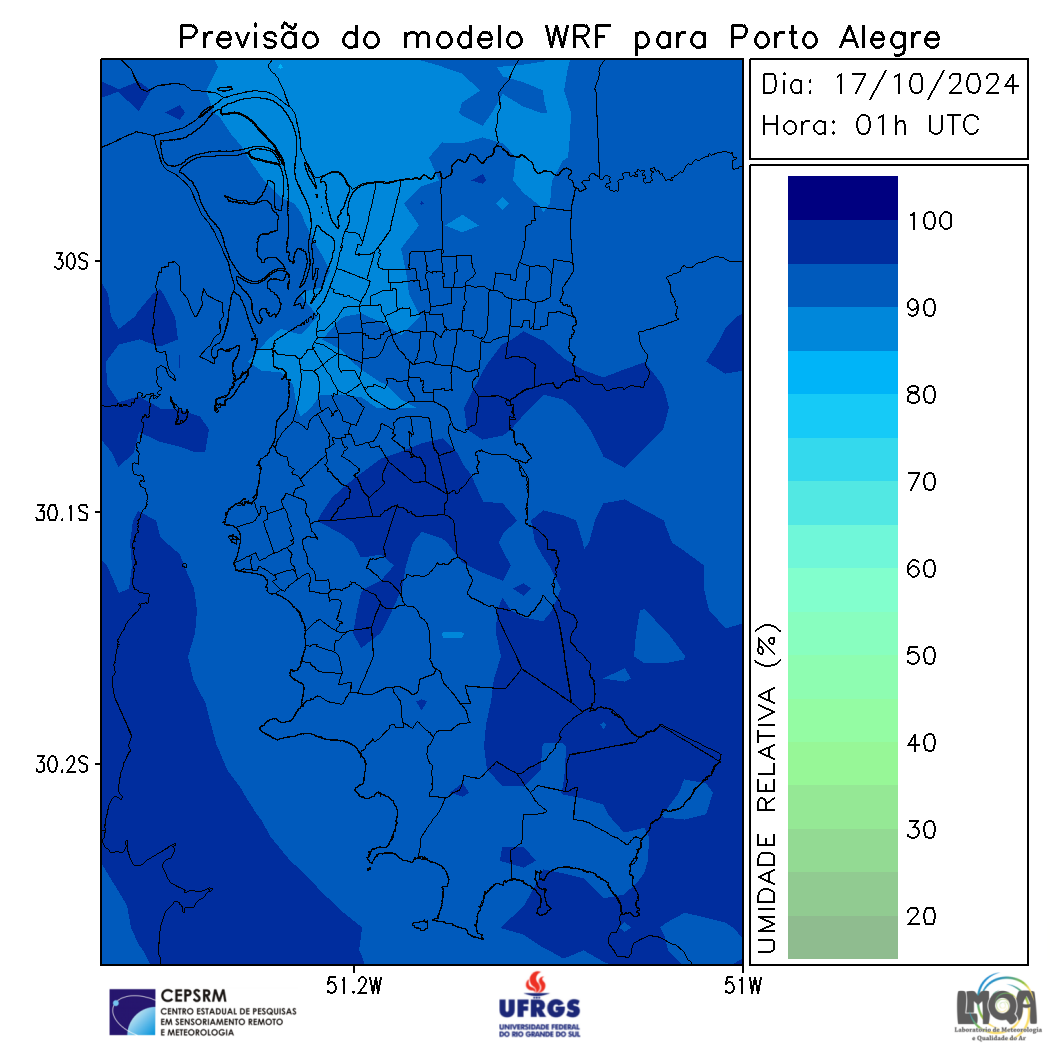 Previsão do modelo WRF para Porto Alegre
Dia: 17/10/2024
Hora: 01h UTC
100
90
80
70
60
50
40
30
20
UMIDADE RELATIVA (%)
30S
30.1S
30.2S
51.2W
51W
CEPSRM
CENTRO ESTADUAL DE PESQUISAS
EM SENSORIAMENTO REMOTO
E METEOROLOGIA
UFRGS
UNIVERSIDADE FEDERAL
DO RIO GRANDE DO SUL
LMQA
Laboratório de Meteorologia
e Qualidade do Ar